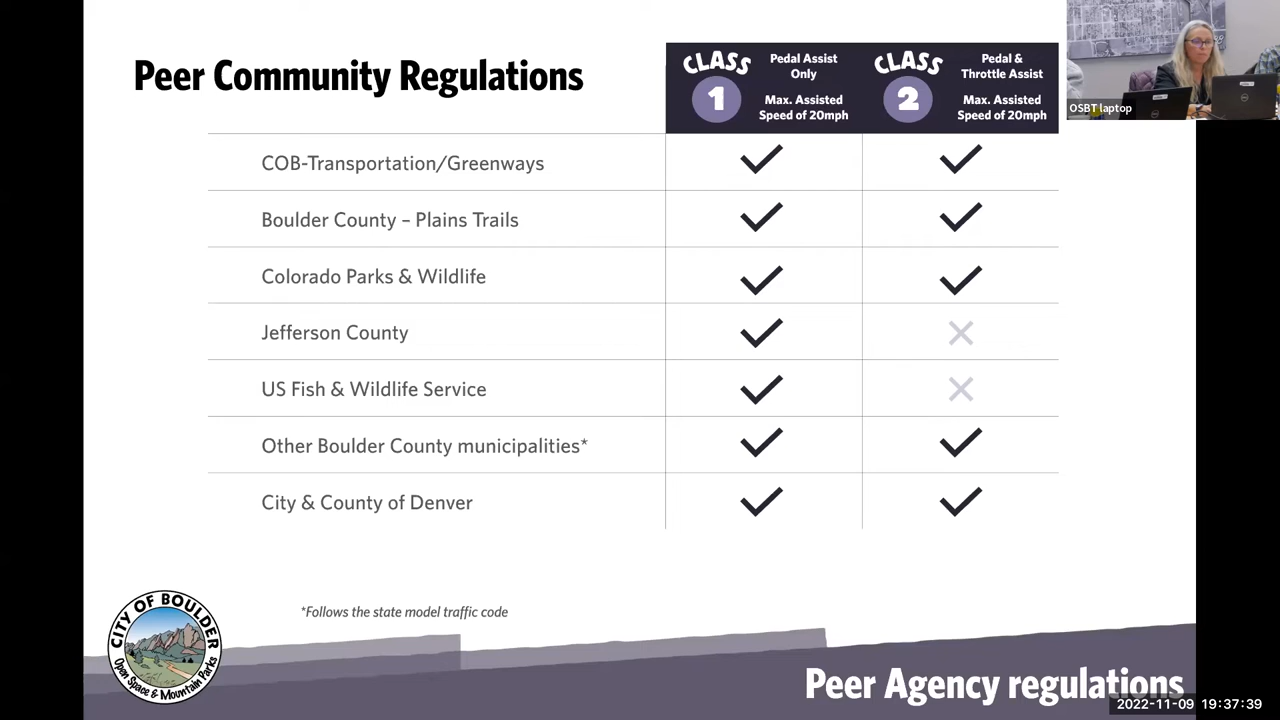 Peer Community Regulations
CLASS
1
Pedal Assist
Only
Max. Assisted
Speed of 20mph
CLASS
2
Pedal &
Throttle Assist
Max. Assisted
Speed of 20mph
OSBT laptop
COB-Transportation/Greenways
Boulder County – Plains Trails
Colorado Parks & Wildlife
Jefferson County
US Fish & Wildlife Service
Other Boulder County municipalities*
City & County of Denver
*Follows the state model traffic code
CITY OF BOULDER
Open Space & Mountain Parks
Peer Agency regulations
2022-11-09 19:37:39